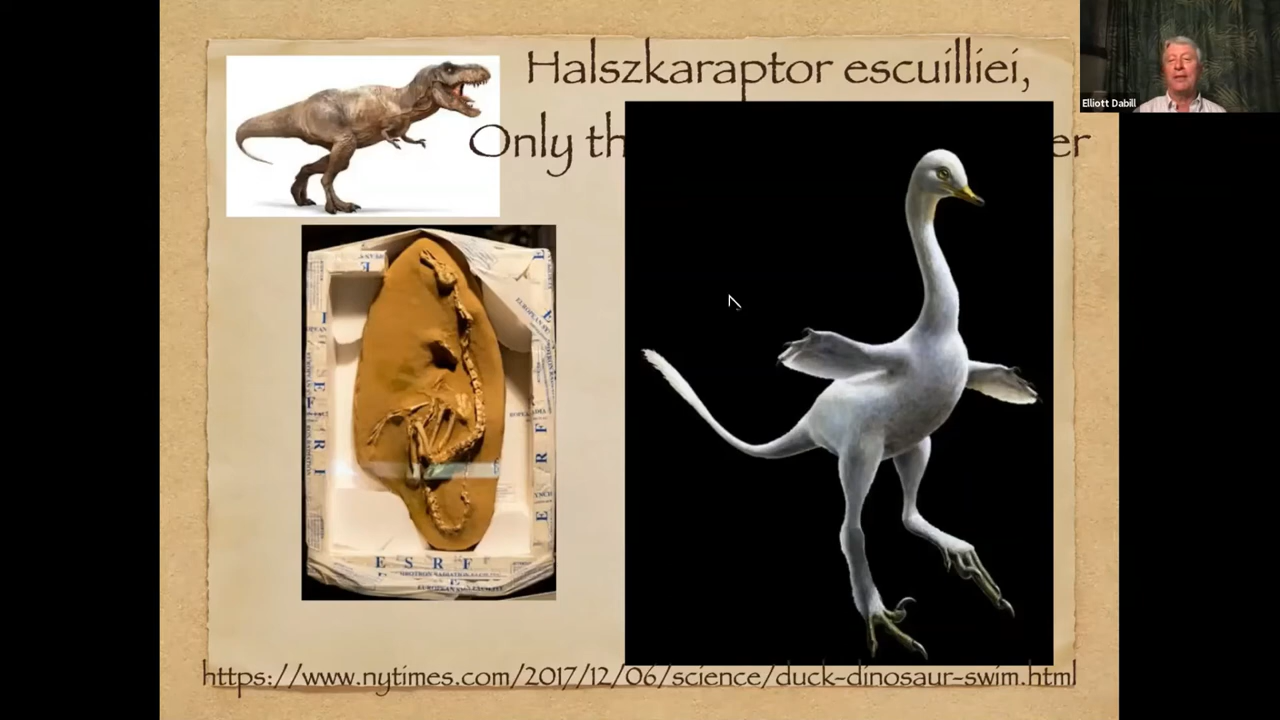 Halszkaraptor escuilliei,
Elliott Dabill
Only th er
E S R F
https://www.nytimes.com/2017/12/06/science/duck-dinosaur-swim.html